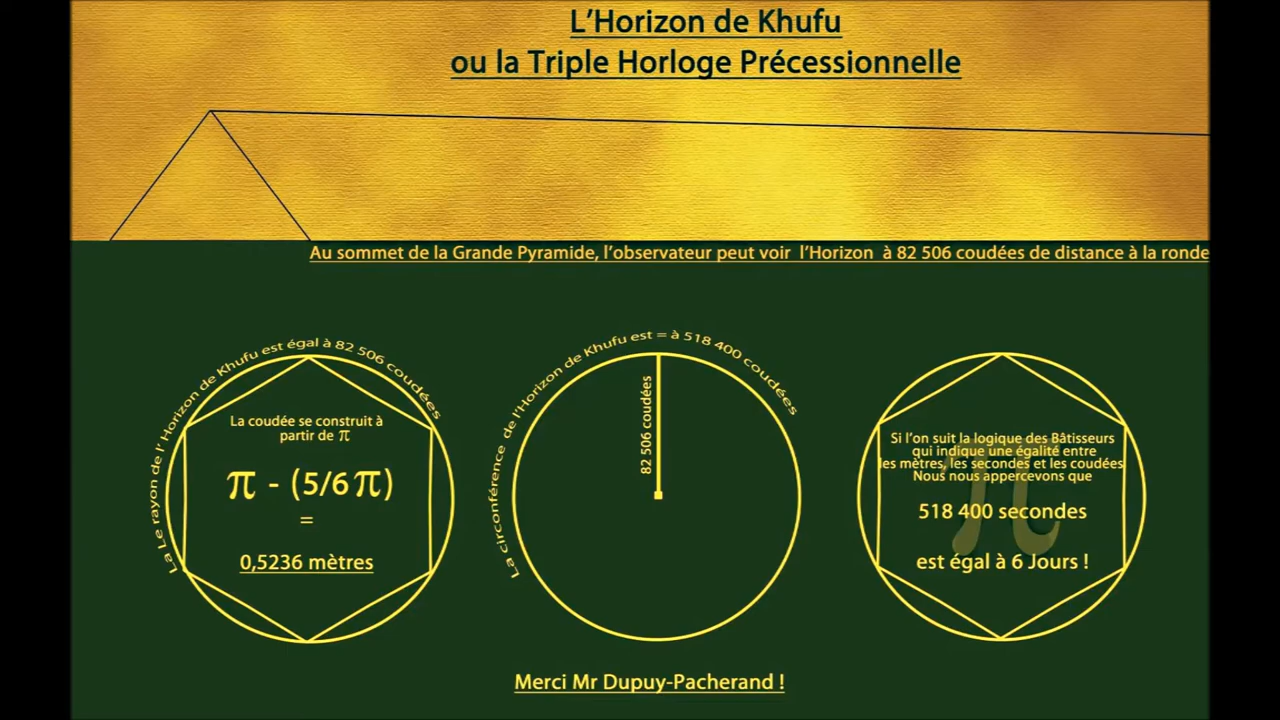 L'Horizon de Khufu
ou la Triple Horloge Précessionnelle
Au sommet de la Grande Pyramide, l'observateur peut voir l'Horizon à 82 506 coudées de distance à la ronde
La Le rayon de l' Horizon de Khufu est égal à 82 506 coudées
La coudée se construit à
partir de π
π - (5/6 π)
=
0,5236 mètres
La circonférence de l'Horizon de Khufu est = à 518 400 coudées
82 506 coudées
π
Si l'on suit la logique des Bâtisseurs
qui indique une égalité entre
les mètres, les secondes et les coudées
Nous nous appercevons que
518 400 secondes
est égal à 6 Jours !
Merci Mr Dupuy-Pacherand !